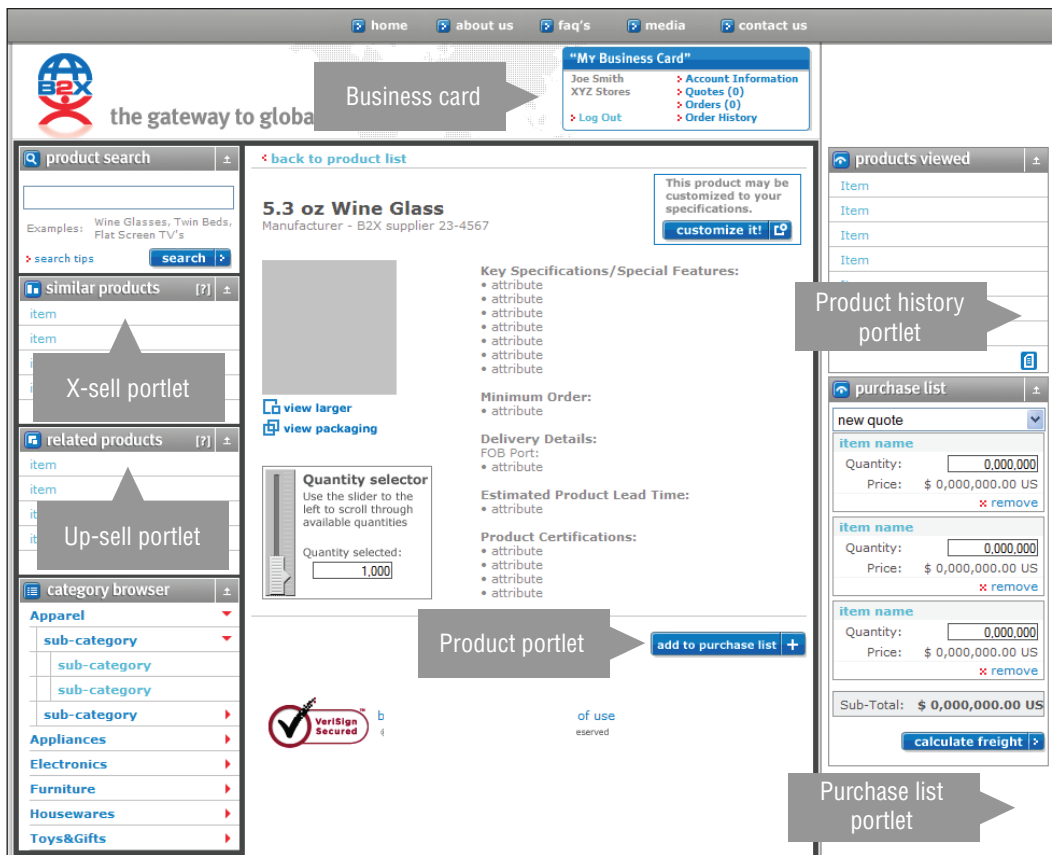 home
about us
faq's
media
contact us
B2X
the gateway to globa
Business card
"My Business Card"
Joe Smith
XYZ Stores
Log Out
Account Information
Quotes (0)
Orders (0)
Order History
product search
Examples: Wine Glasses, Twin Beds,
Flat Screen TV's
search tips
search
similar products [?]
item
item
X-sell portlet
related products [?]
item
item
Up-sell portlet
category browser
Apparel
sub-category
sub-category
sub-category
sub-category
Appliances
Electronics
Furniture
Housewares
Toys&Gifts
back to product list
5.3 oz Wine Glass
Manufacturer - B2X supplier 23-4567
This product may be
customized to your
specifications.
customize it!
view larger
view packaging
Quantity selector
Use the slider to the
left to scroll through
available quantities
Quantity selected:
1,000
Key Specifications/Special Features:
• attribute
• attribute
• attribute
• attribute
• attribute
• attribute
• attribute
Minimum Order:
• attribute
Delivery Details:
FOB Port:
• attribute
Estimated Product Lead Time:
• attribute
Product Certifications:
• attribute
• attribute
• attribute
• attribute
Product portlet
add to purchase list +
VeriSign
Secured
of use
eserved
products viewed
Item
Item
Item
Item
Product history
portlet
purchase list
new quote
item name
Quantity: 0,000,000
Price: $ 0,000,000.00 US
remove
item name
Quantity: 0,000,000
Price: $ 0,000,000.00 US
remove
item name
Quantity: 0,000,000
Price: $ 0,000,000.00 US
remove
Sub-Total: $ 0,000,000.00 US
calculate freight
Purchase list
portlet